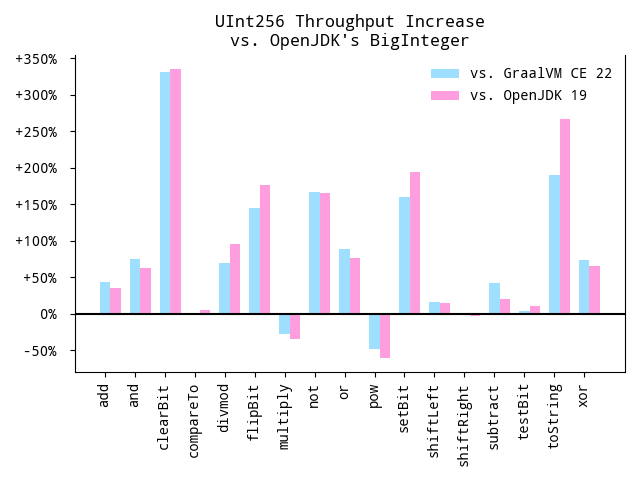 UInt256 Throughput Increase
vs. OpenJDK's BigInteger
+350%
+300%
+250%
+200%
+150%
+100%
+50%
0%
-50%
vs. GraalVM CE 22
vs. OpenJDK 19
add
and
clearBit
compareTo
divmod
flipBit
multiply
not
or
pow
setBit
shiftLeft
shiftRight
subtract
testBit
toString
xor